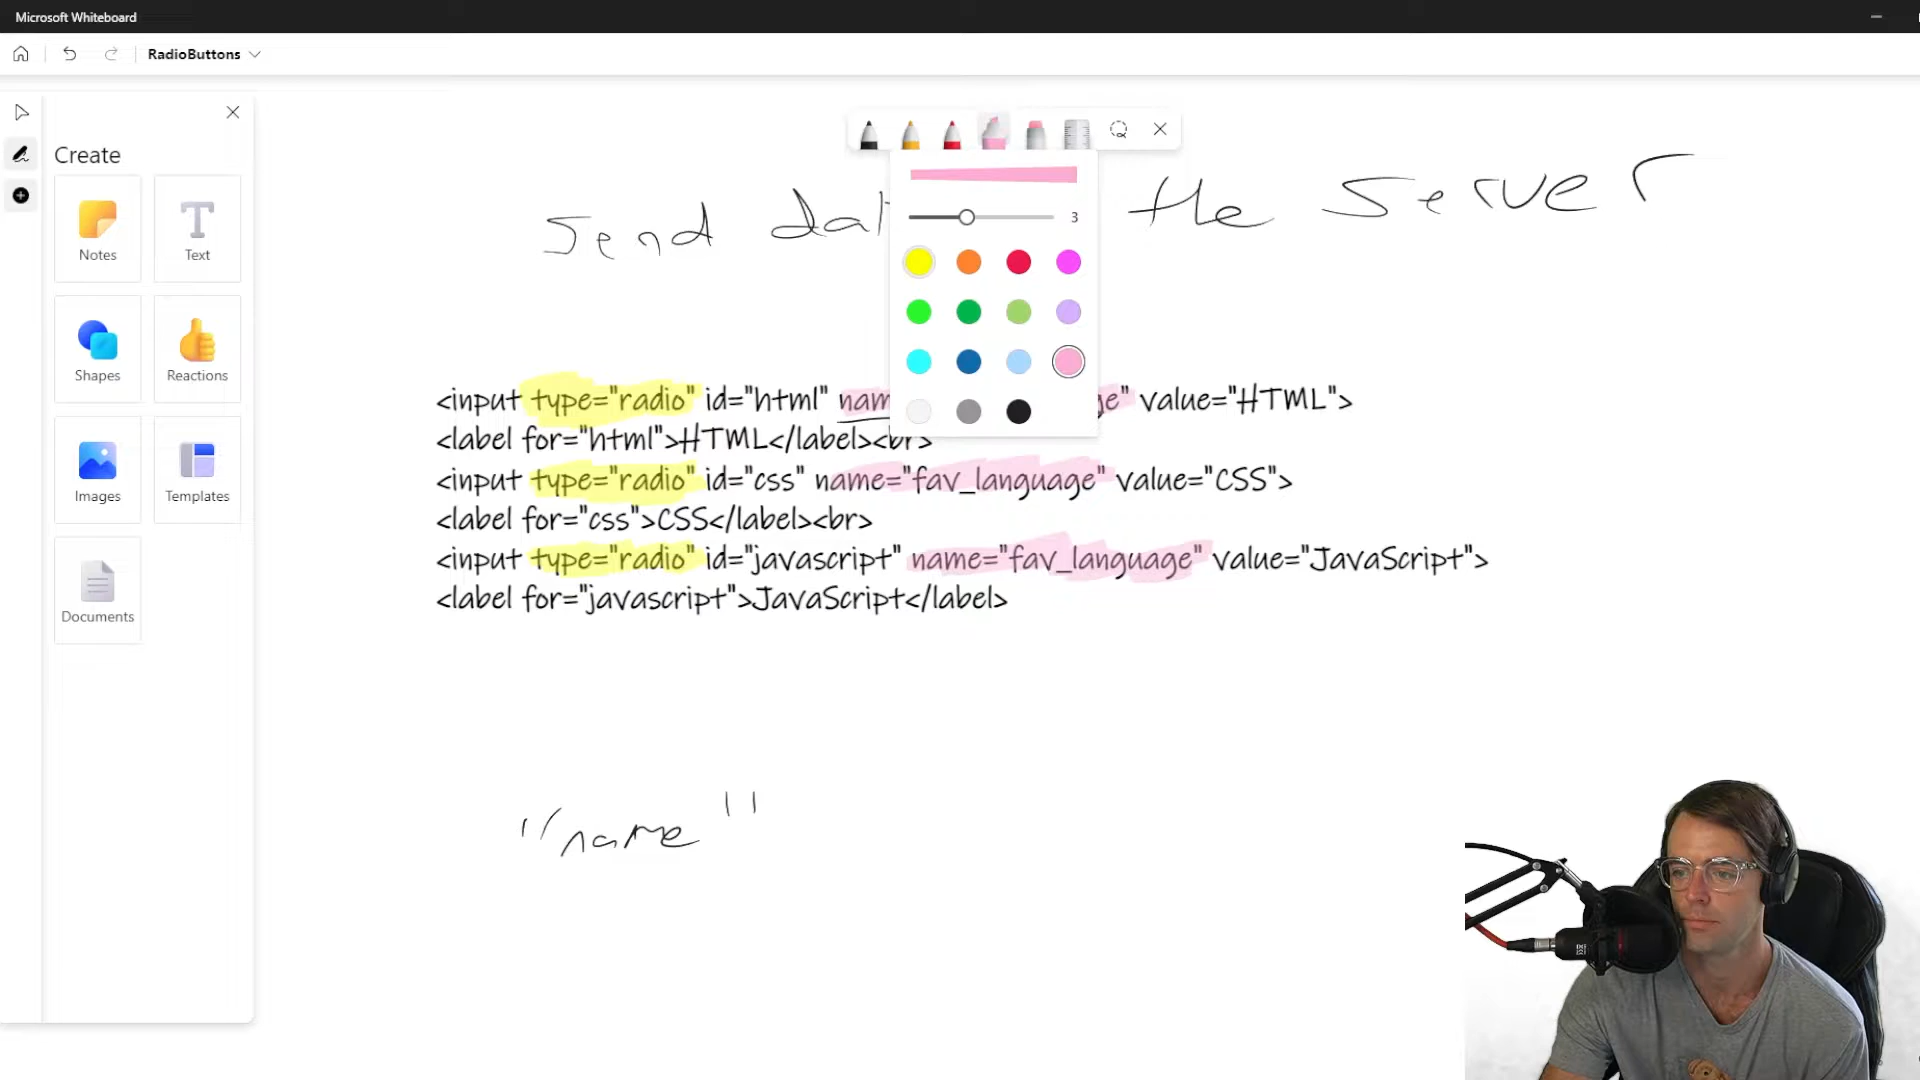 Microsoft Whiteboard
RadioButtons
Create
Notes
Text
Shapes
Reactions
Images
Templates
Documents
3
Send dat the Server
<input type="radio" id="html" nam ge" value="HTML">
<label for="html">HTML</label><br>
<input type="radio" id="css" name="fav_language" value="CSS">
<label for="css">CSS</label><br>
<input type="radio" id="javascript" name="fav_language" value="JavaScript">
<label for="javascript">JavaScript</label>
"name"